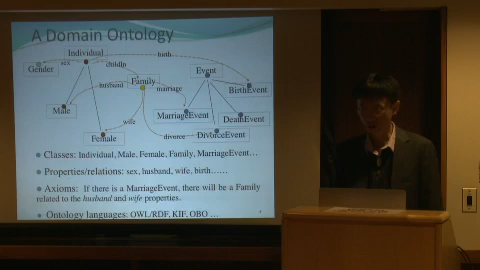 A Domain Ontology
Individual
birth
Gender
sex
childIn
Family
Event
husband
marriage
BirthEvent
Male
MarriageEvent
DeathEvent
wife
Female
divorce
DivorceEvent
Classes: Individual, Male, Female, Family, MarriageEvent…
Properties/relations: sex, husband, wife, birth……
Axioms: If there is a MarriageEvent, there will be a Family
related to the husband and wife properties.
Ontology languages: OWL/RDF, KIF, OBO …